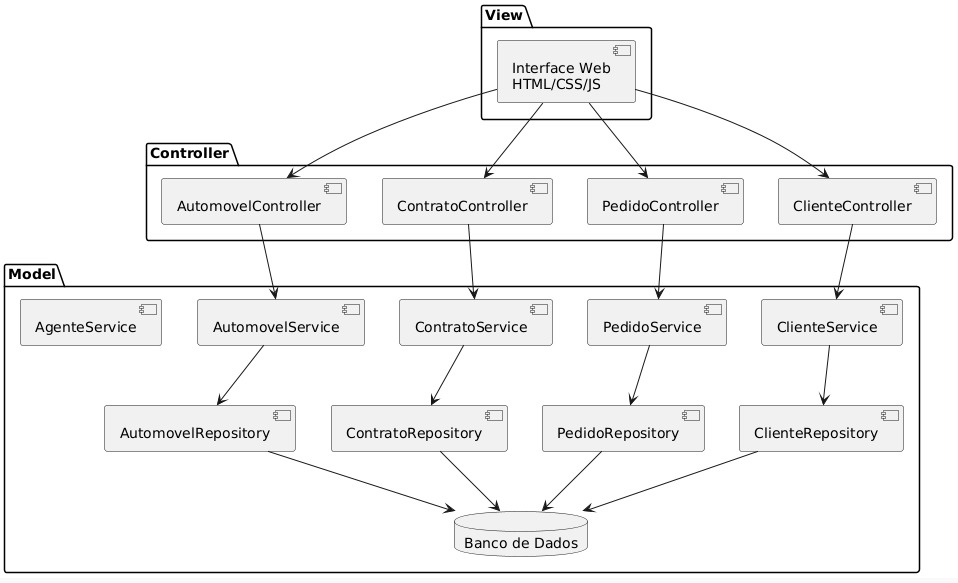 View
Interface Web
HTML/CSS/JS
Controller
AutomovelController
ContratoController
PedidoController
ClienteController
Model
AgenteService
AutomovelService
ContratoService
PedidoService
ClienteService
AutomovelRepository
ContratoRepository
PedidoRepository
ClienteRepository
Banco de Dados